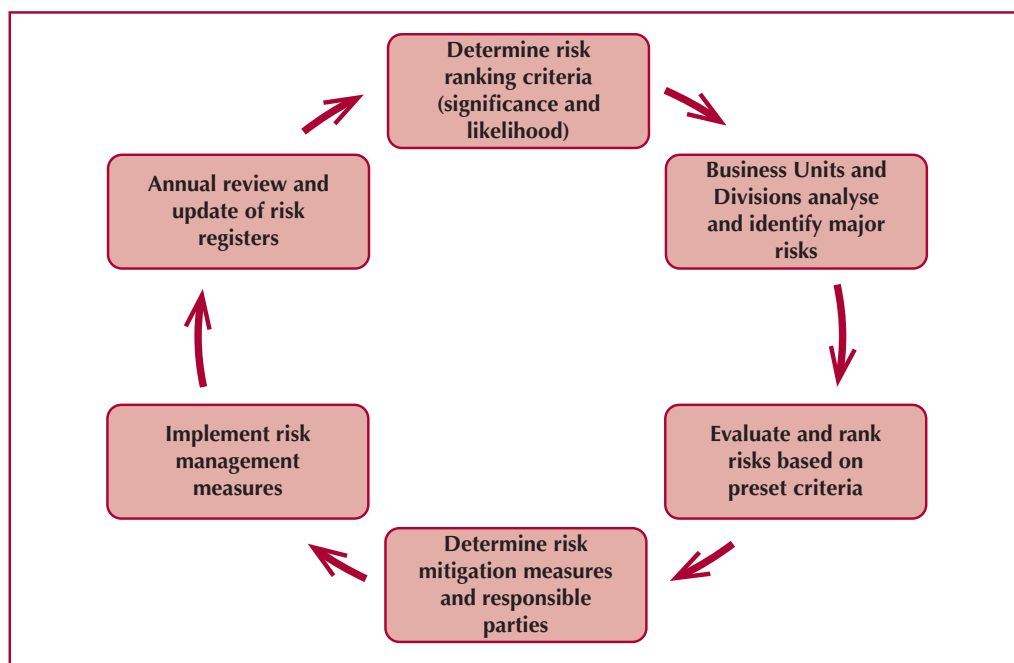 Determine risk
ranking criteria
(significance and
likelihood)
Business Units and
Divisions analyse
and identify major
risks
Evaluate and rank
risks based on
preset criteria
Determine risk
mitigation measures
and responsible
parties
Implement risk
management
measures
Annual review and
update of risk
registers